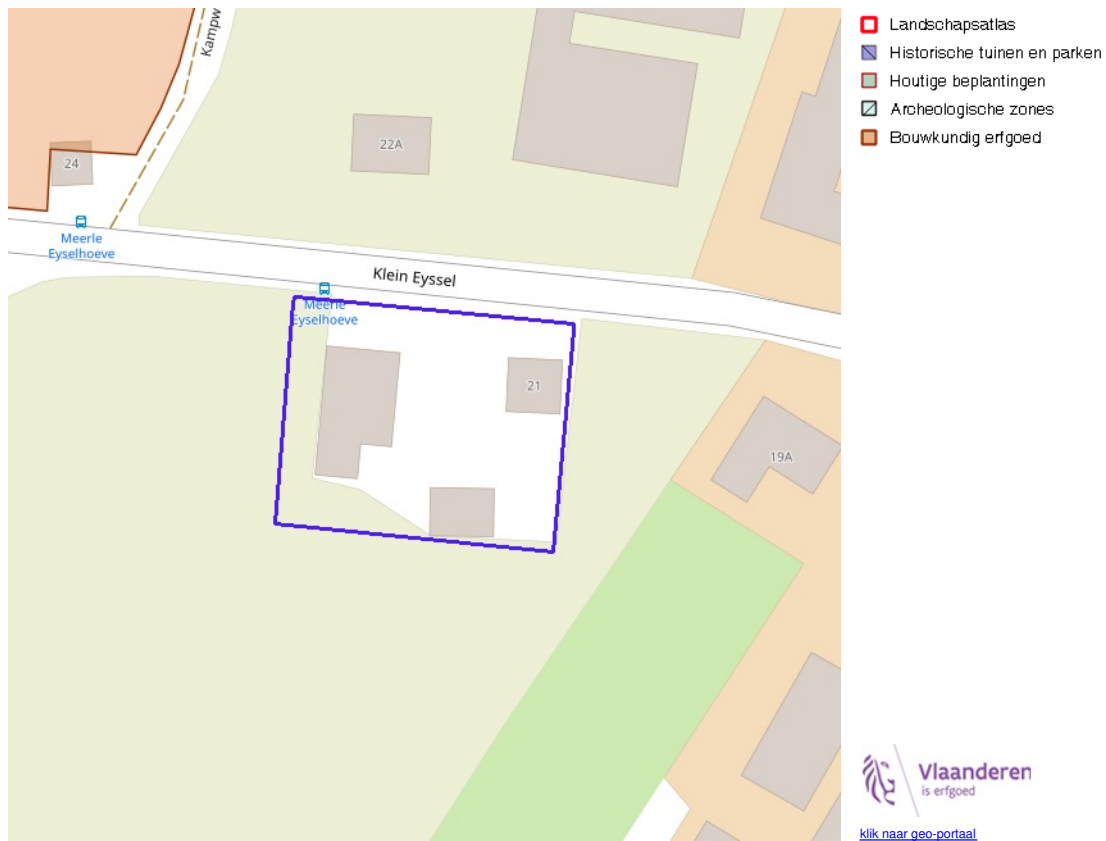 Kampw
24
22A
Meerle
Eyselhoeve
Klein Eyssel
Meerle
Eyselhoeve
21
19A
Landschapsatlas
Historische tuinen en parken
Houtige beplantingen
Archeologische zones
Bouwkundig erfgoed
Vlaanderen
is erfgoed
klik naar geo-portaal